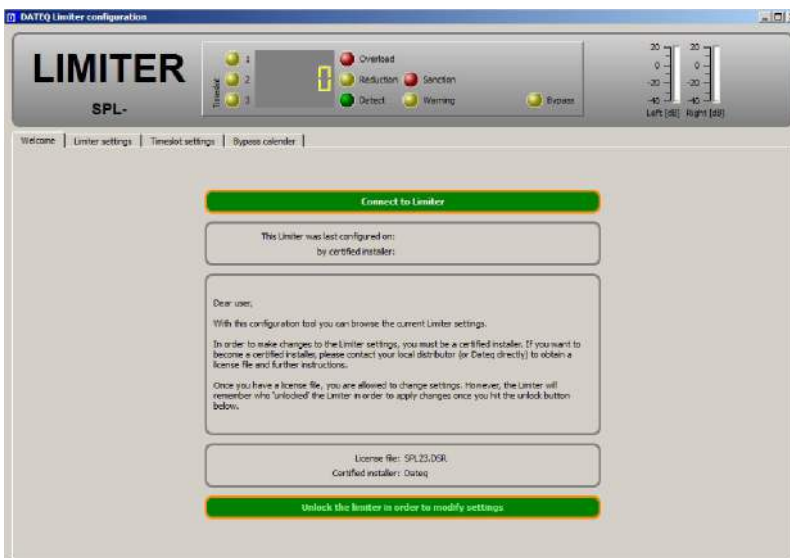 DATEQ Limiter configuration
LIMITER
SPL-
Timeslot
1
2
3
0
Overload
Reduction
Sanction
Detect
Warning
Bypass
20
0
-20
-40
Left [dB]
20
0
-20
-40
Right [dB]
Welcome
Limiter settings
Timeslot settings
Bypass calender
Connect to Limiter
This Limiter was last configured on:
by certified installer:
Dear user,
With this configuration tool you can browse the current Limiter settings.
In order to make changes to the Limiter settings, you must be a certified installer. If you want to
become a certified installer, please contact your local distributor (or Dateq directly) to obtain a
license file and further instructions.
Once you have a license file, you are allowed to change settings. However, the Limiter will
remember who 'unlocked' the Limiter in order to apply changes once you hit the unlock button
below.
License file: SPL23.DSR
Certified installer: Dateq
Unlock the limiter in order to modify settings